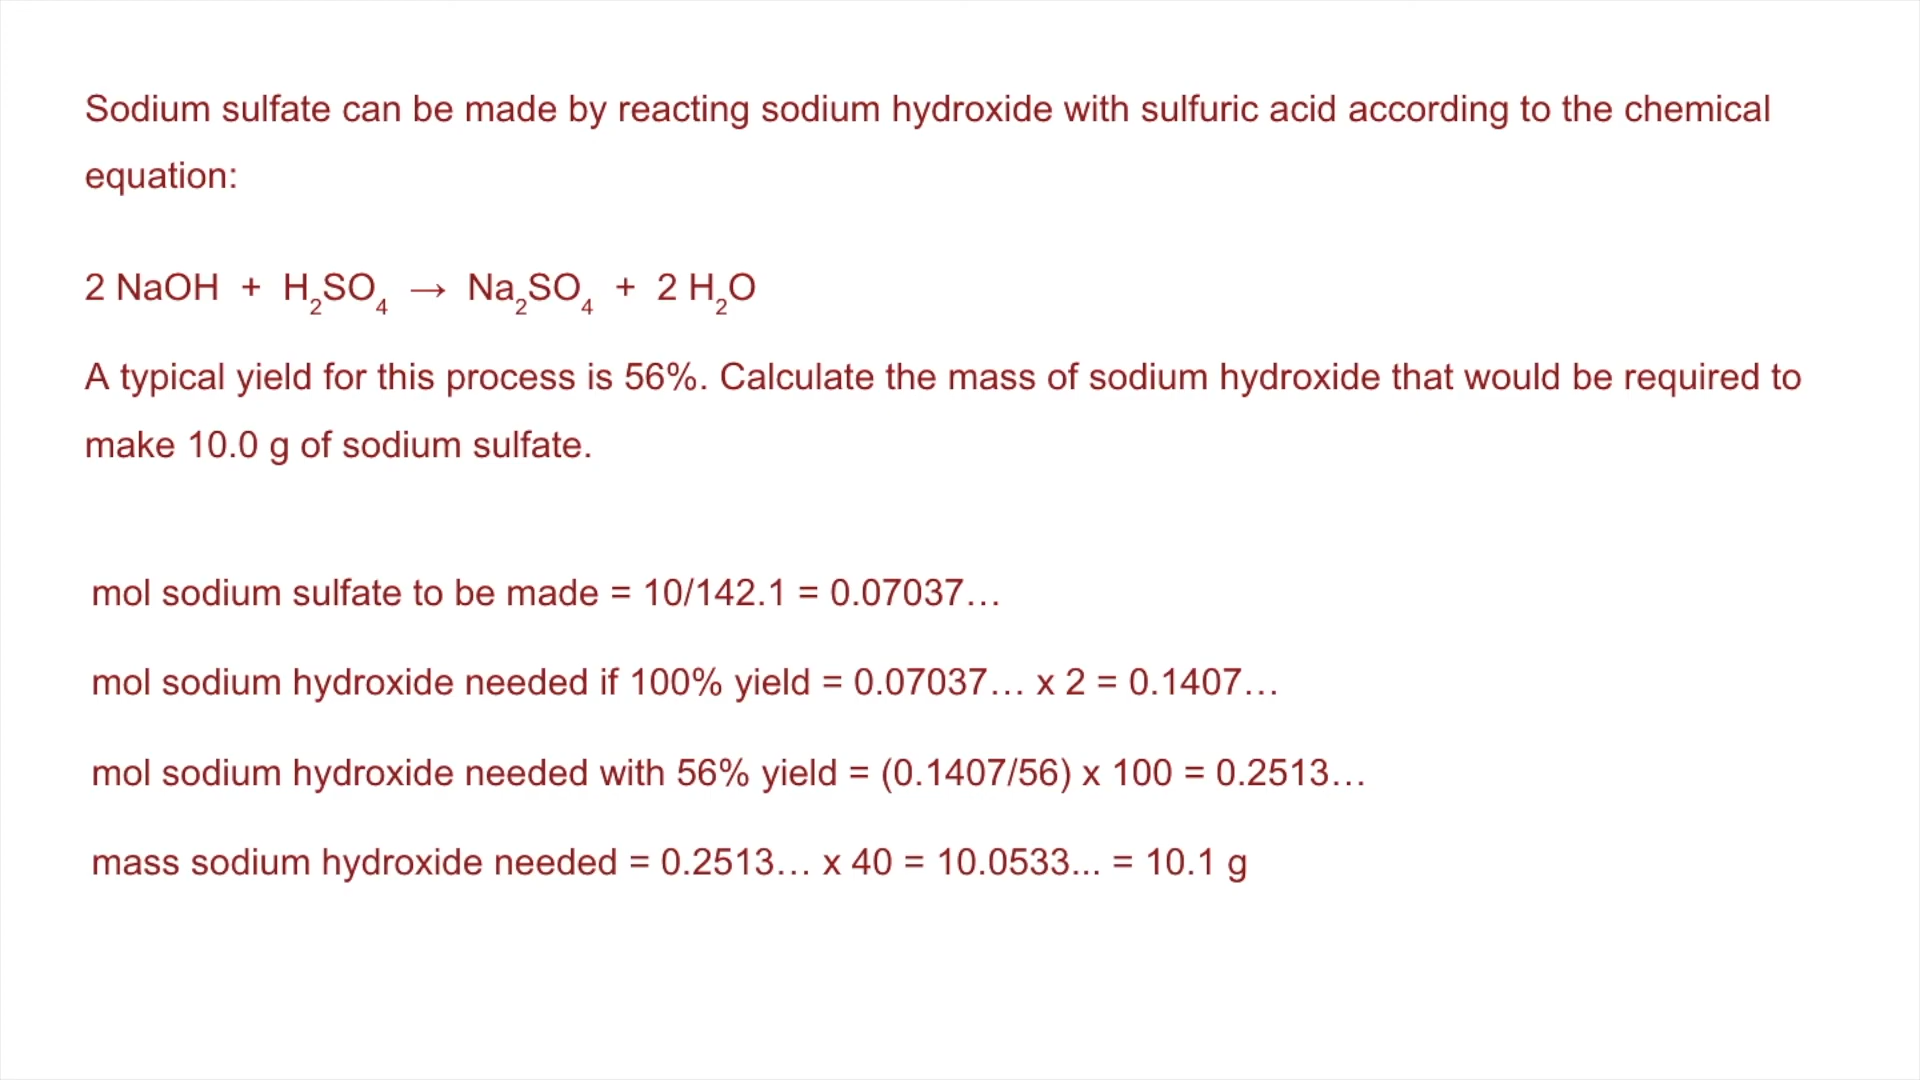 Sodium sulfate can be made by reacting sodium hydroxide with sulfuric acid according to the chemical
equation:
2 NaOH + H₂SO₄ → Na₂SO₄ + 2 H₂O
A typical yield for this process is 56%. Calculate the mass of sodium hydroxide that would be required to
make 10.0 g of sodium sulfate.
mol sodium sulfate to be made = 10/142.1 = 0.07037…
mol sodium hydroxide needed if 100% yield = 0.07037… x 2 = 0.1407…
mol sodium hydroxide needed with 56% yield = (0.1407/56) x 100 = 0.2513…
mass sodium hydroxide needed = 0.2513… x 40 = 10.0533... = 10.1 g